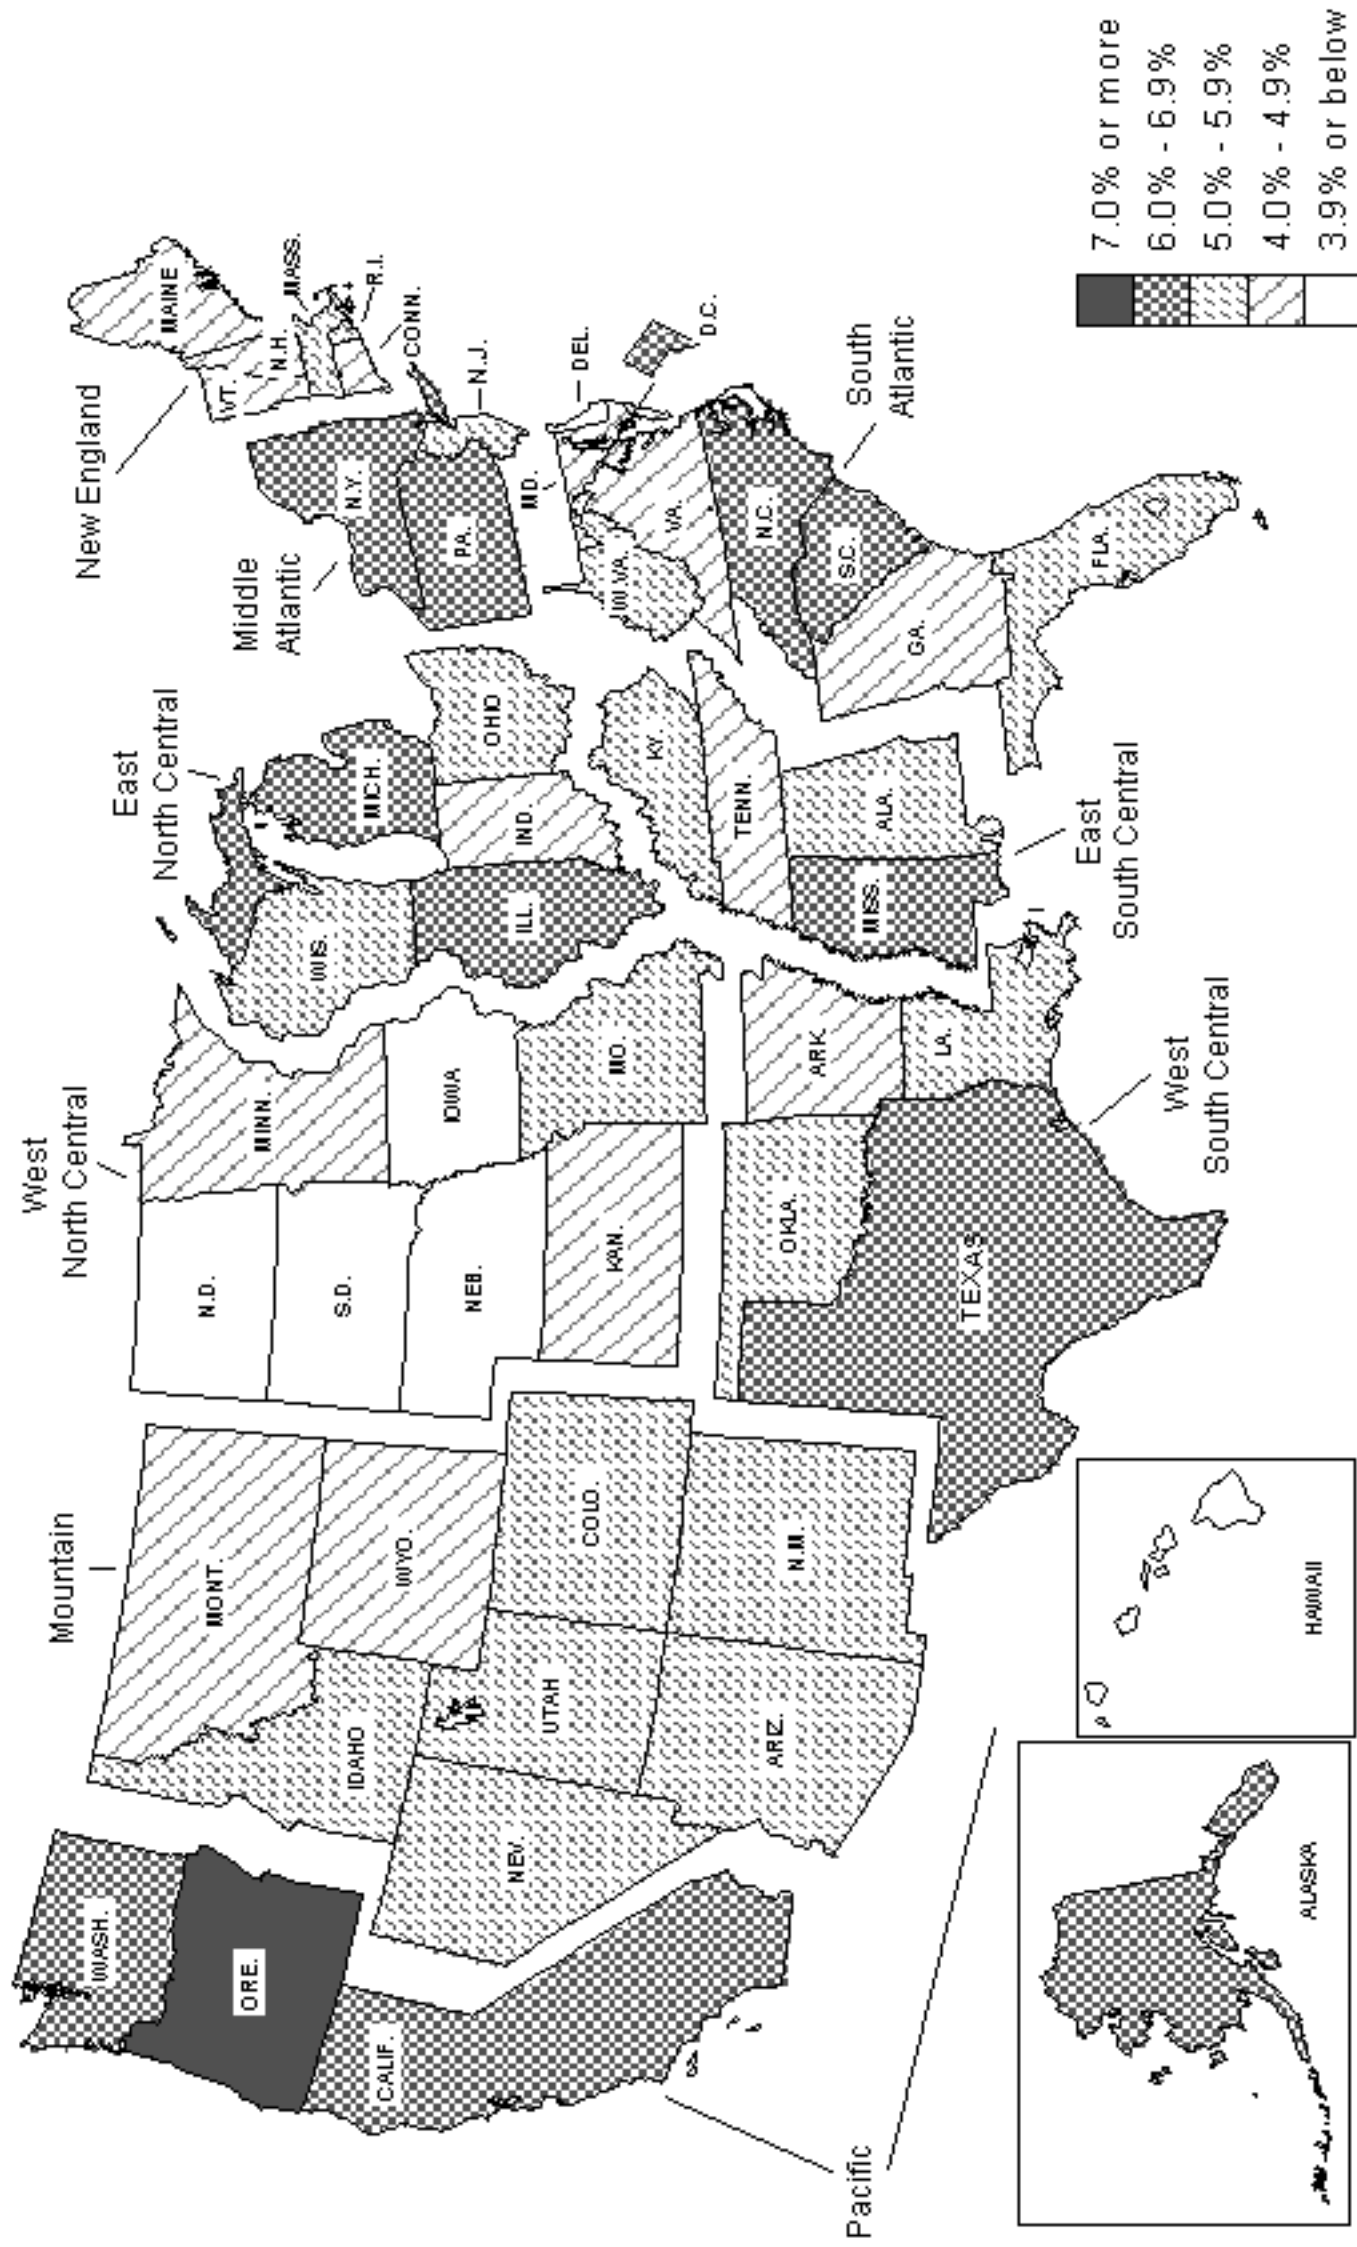 New England
Middle
Atlantic
East
North Central
West
North Central
Mountain
Pacific
South
Atlantic
East
South Central
West
South Central
WASH.
ORE.
CALIF.
IDAHO
NEV.
MONT.
WYO.
UTAH
ARIZ.
COLO.
N.M.
N.D.
S.D.
NEB.
KAN.
MINN.
IOWA
MO.
OKLA.
TEXAS
ARK.
LA.
WIS.
MICH.
ILL.
IND.
OHIO
KY.
TENN.
MISS.
ALA.
N.Y.
PA.
N.J.
MAINE
VT.
N.H.
MASS.
R.I.
CONN.
MD.
DEL.
D.C.
W.VA.
VA.
N.C.
S.C.
GA.
FLA.
ALASKA
HAWAII
7.0% or more
6.0% - 6.9%
5.0% - 5.9%
4.0% - 4.9%
3.9% or below